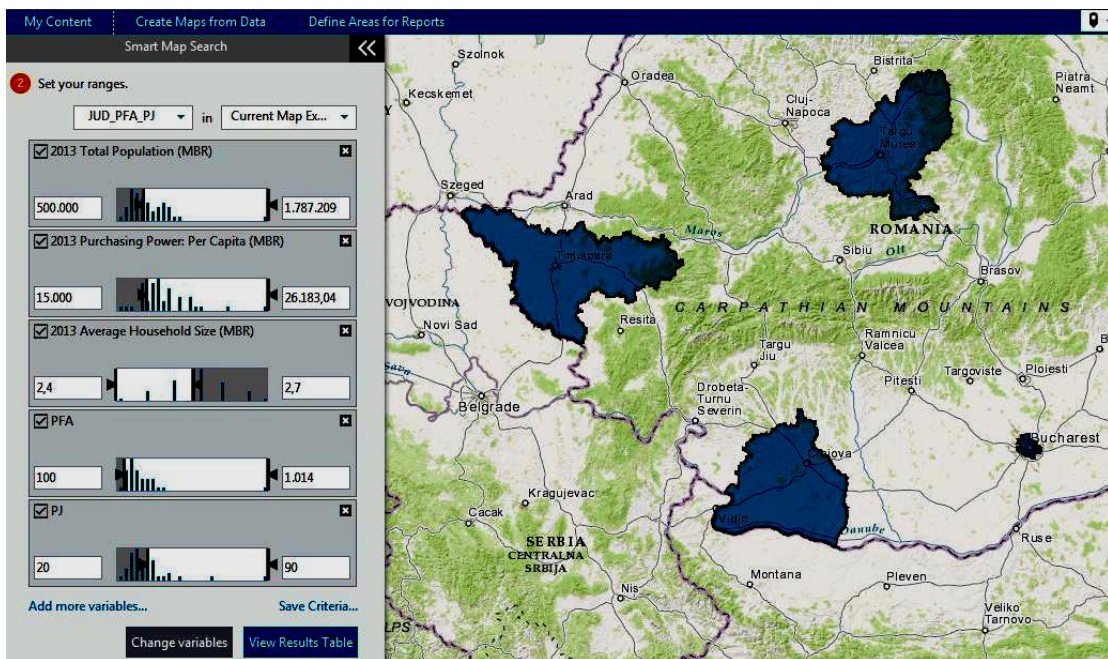 My Content
Create Maps from Data
Define Areas for Reports
Smart Map Search
2 Set your ranges.
JUD_PFA_PJ in Current Map Ex...
2013 Total Population (MBR)
500.000 1.787.209
2013 Purchasing Power: Per Capita (MBR)
15.000 26.183,04
2013 Average Household Size (MBR)
2,4 2,7
PFA
100 1.014
PJ
20 90
Add more variables... Save Criteria...
Change variables View Results Table
Szolnok
Bistrita
Oradea
Piatra
Neamt
Kecskemet
Cluj-
Napoca
Y
Targu
Mures
Szeged
Arad
Maros
ROMANIA
Olt
Sibiu
Timisoara
Brasov
VOJVODINA
CARPATHIAN MOUNTAINS
Novi Sad
Resita
Ramnicu
Valcea
Targu
Jiu
Ploiesti
Targoviste
Pitesti
Sava
Drobeta-
Turnu
Severin
Belgrade
Bucharest
Craiova
Kragujevac
Vidin
Danube
Cacak
SERBIA
CENTRALNA
SRBIJA
Ruse
Montana
Pleven
Nis
Veliko
Tarnovo
ALPS